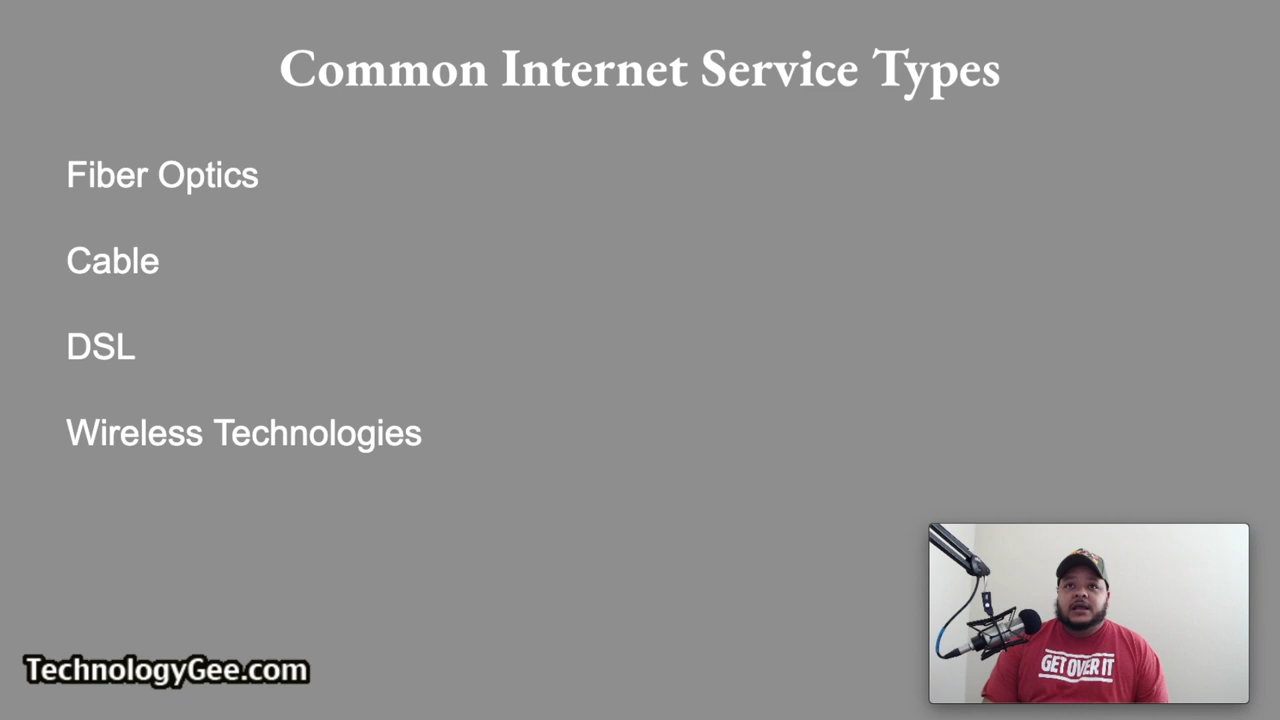 Common Internet Service Types
Fiber Optics
Cable
DSL
Wireless Technologies
GET OVER IT
TechnologyGee.com